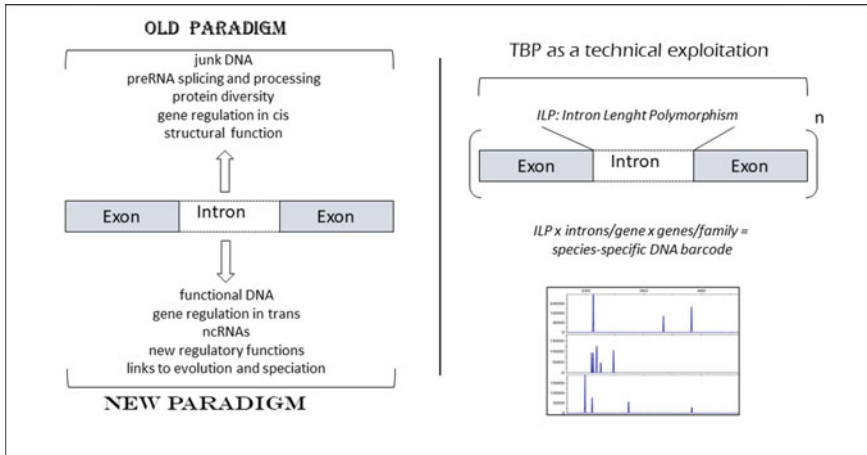 OLD PARADIGM
junk DNA
preRNA splicing and processing
protein diversity
gene regulation in cis
structural function
Exon Intron Exon
functional DNA
gene regulation in trans
ncRNAs
new regulatory functions
links to evolution and speciation
NEW PARADIGM
TBP as a technical exploitation
ILP: Intron Lenght Polymorphism
n
Exon Intron Exon
ILP x introns/gene x genes/family =
species-specific DNA barcode